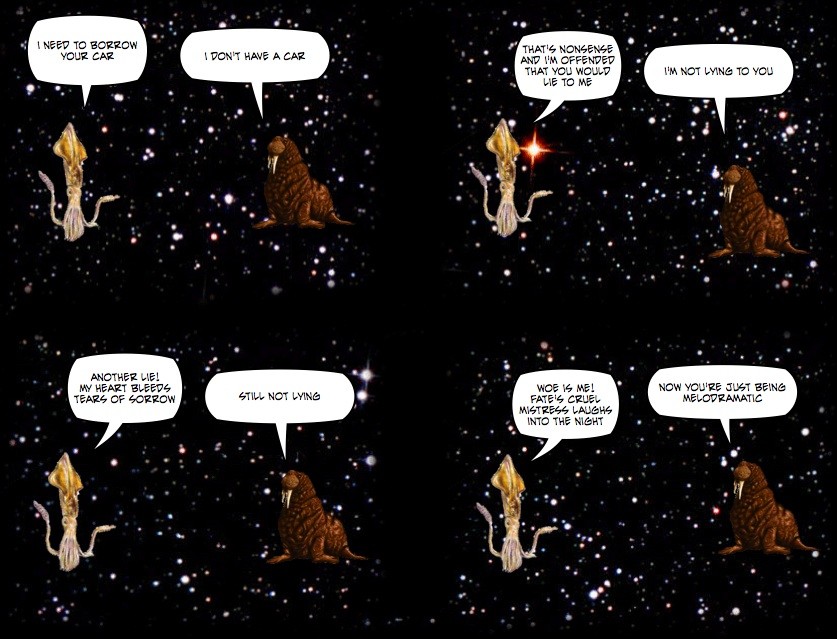 I NEED TO BORROW
YOUR CAR
I DON'T HAVE A CAR
THAT'S NONSENSE
AND I'M OFFENDED
THAT YOU WOULD
LIE TO ME
I'M NOT LYING TO YOU
ANOTHER LIE!
MY HEART BLEEDS
TEARS OF SORROW
STILL NOT LYING
WOE IS ME!
FATE'S CRUEL
MISTRESS LAUGHS
INTO THE NIGHT
NOW YOU'RE JUST BEING
MELODRAMATIC